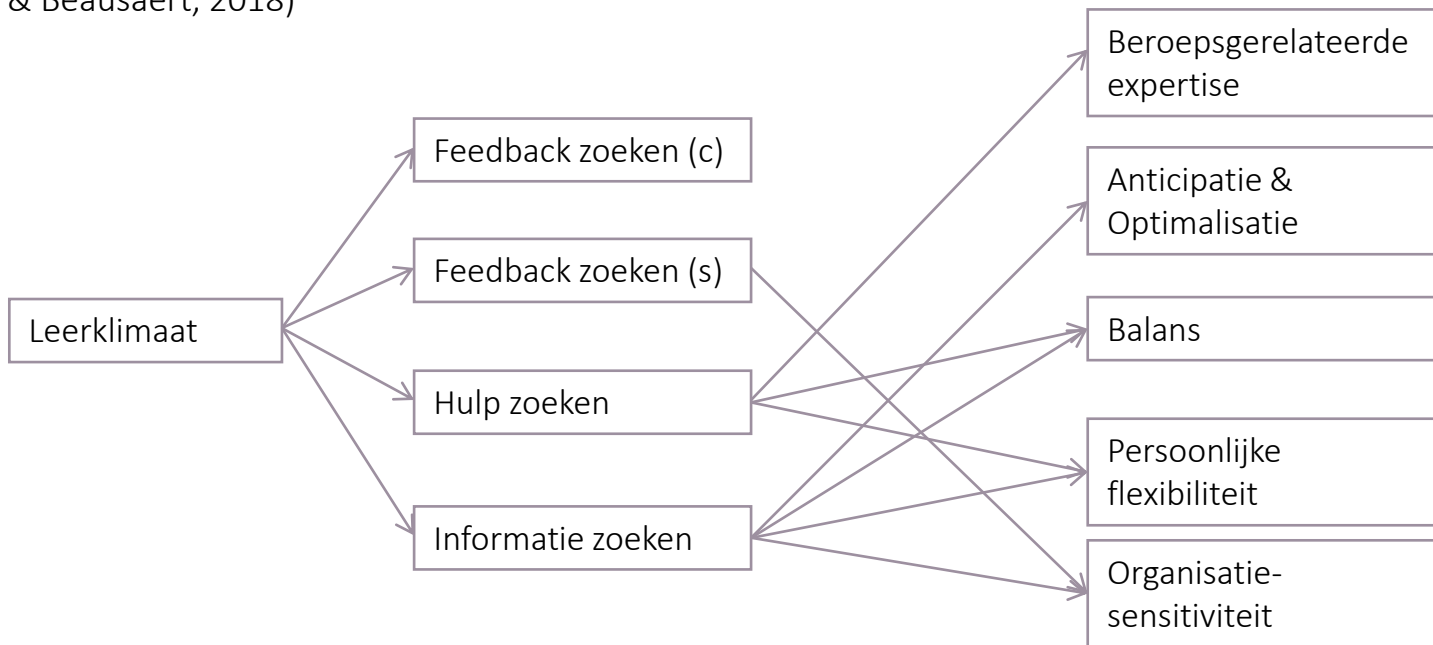 & Beausaert, 2018)
Leerklimaat
Feedback zoeken (c)
Feedback zoeken (s)
Hulp zoeken
Informatie zoeken
Beroepsgerelateerde
expertise
Anticipatie &
Optimalisatie
Balans
Persoonlijke
flexibiliteit
Organisatie-
sensitiviteit